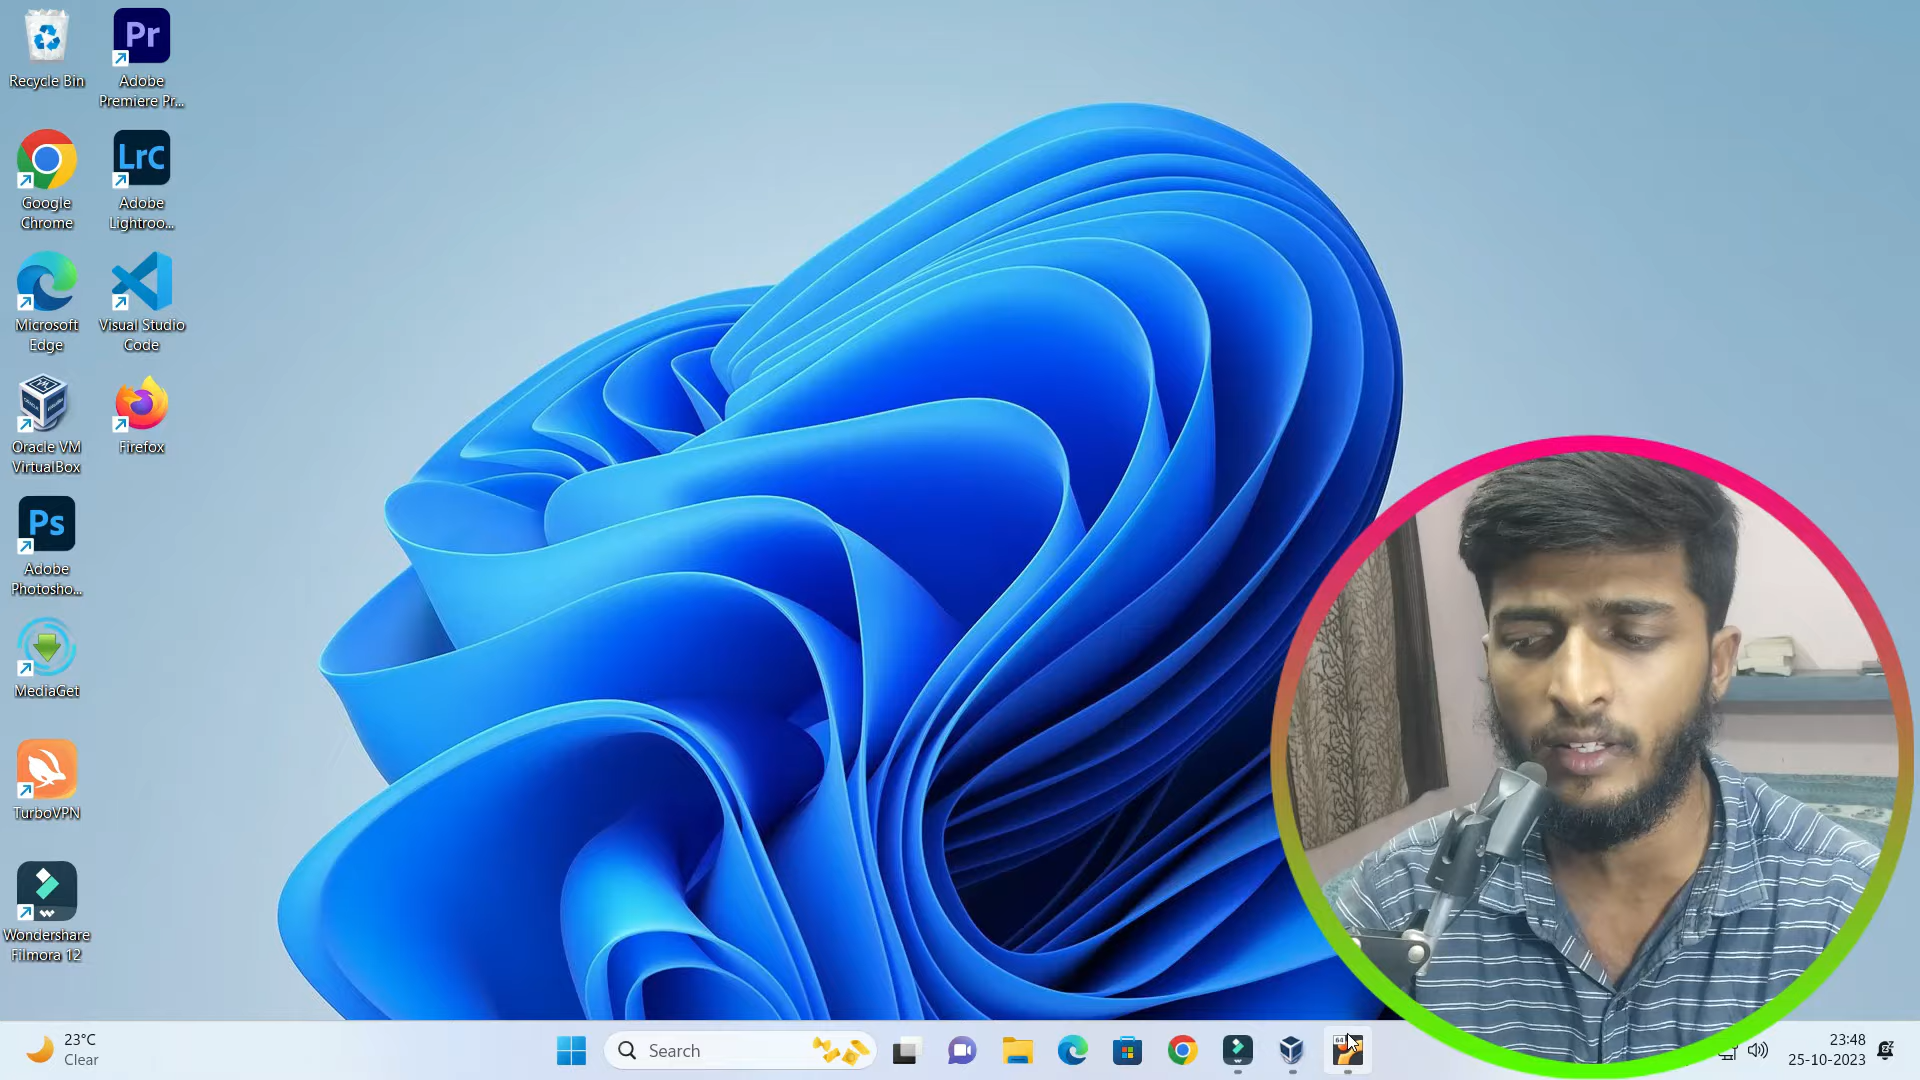 Recycle Bin
Pr
Adobe
Premiere Pr...
Google
Chrome
LrC
Adobe
Lightroo...
Microsoft
Edge
Visual Studio
Code
Oracle VM
VirtualBox
Firefox
Ps
Adobe
Photosho...
MediaGet
TurboVPN
Wondershare
Filmora 12
23°C
Clear
Search
64
23:48
25-10-2023